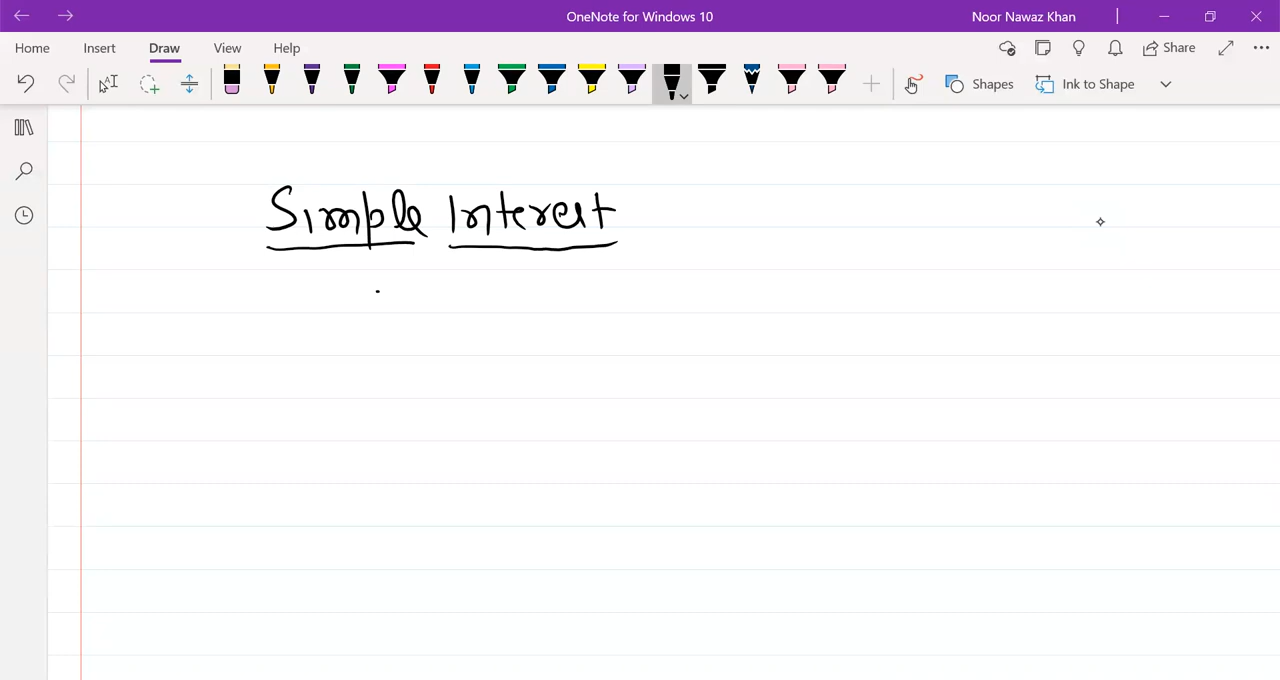 OneNote for Windows 10
Noor Nawaz Khan
Home Insert Draw View Help Share
Shapes Ink to Shape
Simple Interest